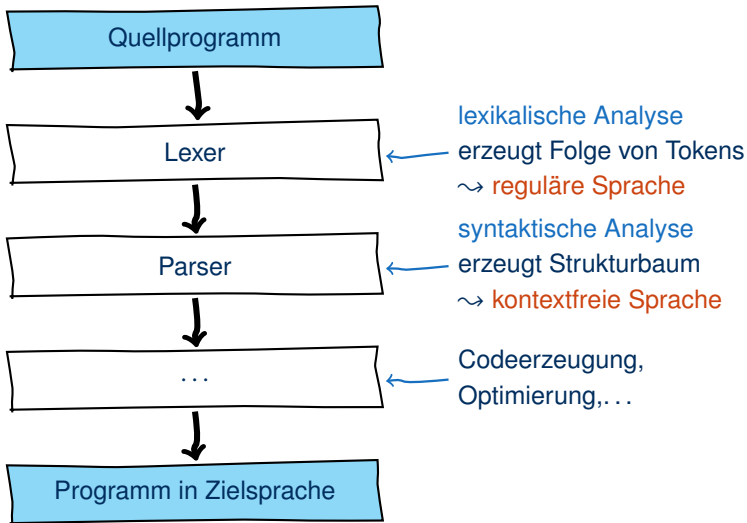 Quellprogramm
lexikalische Analyse
Lexer
erzeugt Folge von Tokens
⤳ reguläre Sprache
syntaktische Analyse
Parser
erzeugt Strukturbaum
⤳ kontextfreie Sprache
...
Codeerzeugung,
Optimierung,...
Programm in Zielsprache